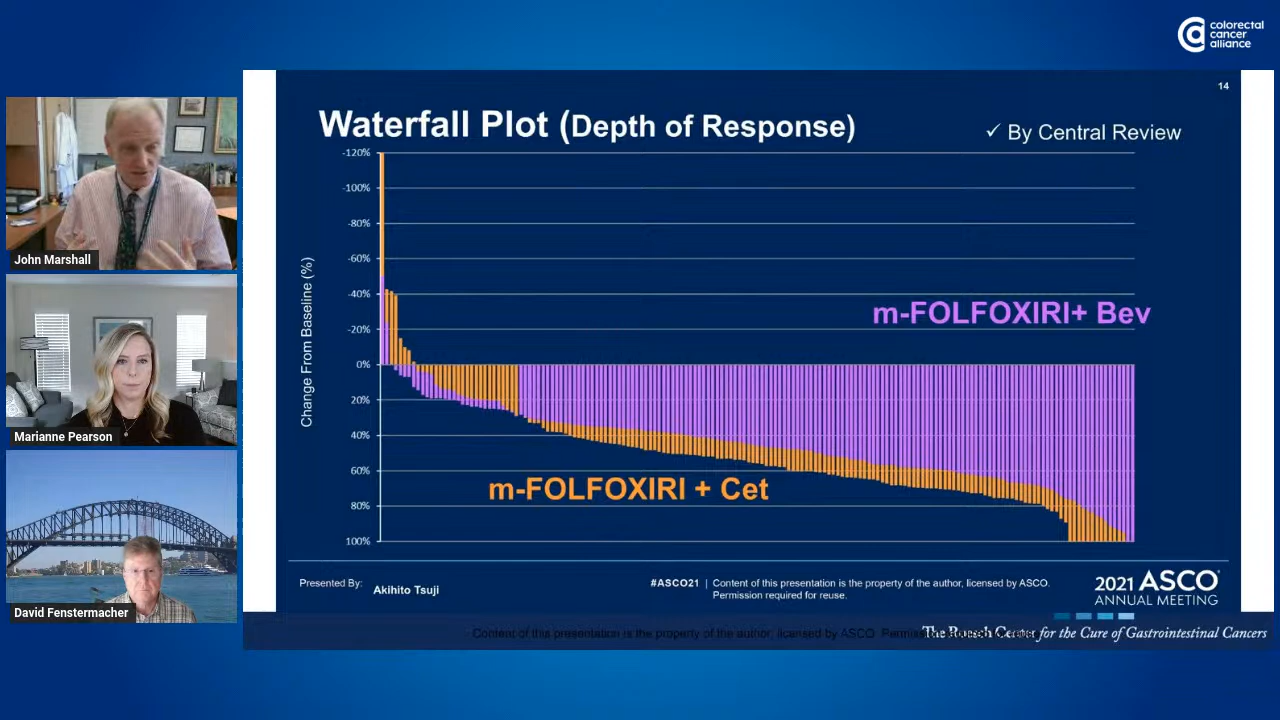 colorectal
cancer
alliance
14
Waterfall Plot (Depth of Response)
✓ By Central Review
-120%
-100%
-80%
-60%
-40%
-20%
0%
20%
40%
60%
80%
100%
Change From Baseline (%)
m-FOLFOXIRI+ Bev
m-FOLFOXIRI + Cet
John Marshall
Marianne Pearson
David Fenstermacher
Presented By:
Akihito Tsuji
#ASCO21 | Content of this presentation is the property of the author, licensed by ASCO.
Permission required for reuse.
2021 ASCO
ANNUAL MEETING
Content of this presentation is the property of the author, licensed by ASCO. Permission required for reuse.
The Ruesch Center for the Cure of Gastrointestinal Cancers